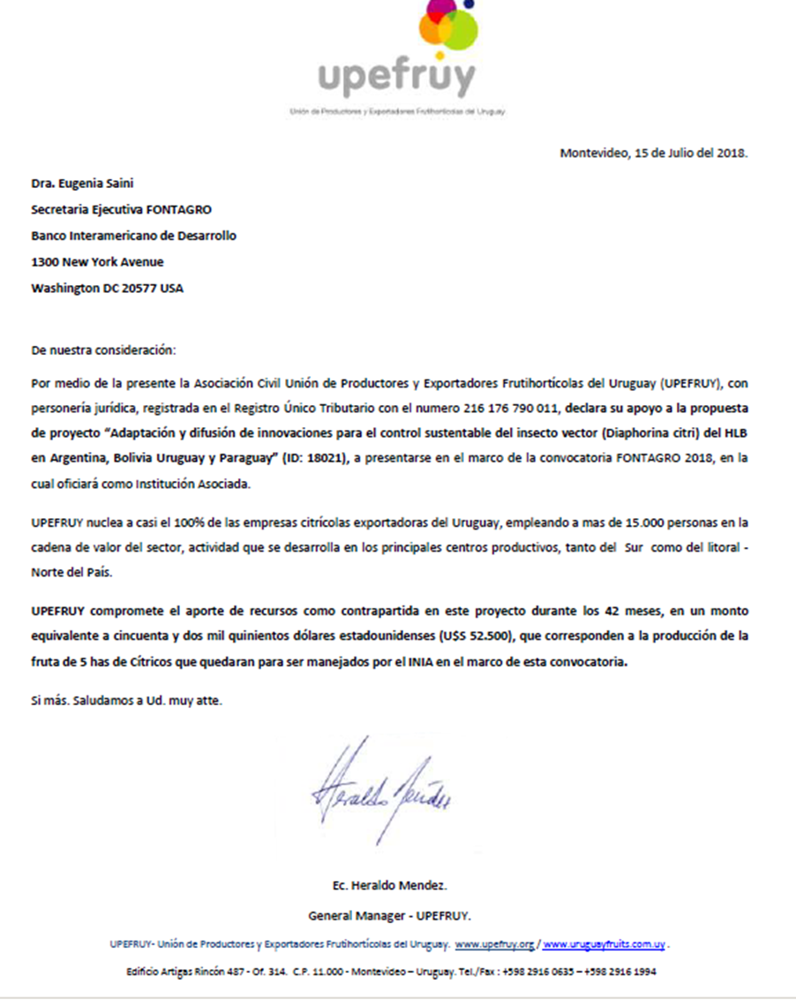 upefruy
Unión de Productores y Exportadores Frutihortícolas del Uruguay
Montevideo, 15 de Julio del 2018.
Dra. Eugenia Saini
Secretaria Ejecutiva FONTAGRO
Banco Interamericano de Desarrollo
1300 New York Avenue
Washington DC 20577 USA
De nuestra consideración:
Por medio de la presente la Asociación Civil Unión de Productores y Exportadores Frutihortícolas del Uruguay (UPEFRUY), con
personería jurídica, registrada en el Registro Único Tributario con el numero 216 176 790 011, declara su apoyo a la propuesta
de proyecto “Adaptación y difusión de innovaciones para el control sustentable del insecto vector (Diaphorina citri) del HLB
en Argentina, Bolivia Uruguay y Paraguay” (ID: 18021), a presentarse en el marco de la convocatoria FONTAGRO 2018, en la
cual oficiará como Institución Asociada.
UPEFRUY nuclea a casi el 100% de las empresas citrícolas exportadoras del Uruguay, empleando a mas de 15.000 personas en la
cadena de valor del sector, actividad que se desarrolla en los principales centros productivos, tanto del Sur como del litoral -
Norte del País.
UPEFRUY compromete el aporte de recursos como contrapartida en este proyecto durante los 42 meses, en un monto
equivalente a cincuenta y dos mil quinientos dólares estadounidenses (U$S 52.500), que corresponden a la producción de la
fruta de 5 has de Cítricos que quedaran para ser manejados por el INIA en el marco de esta convocatoria.
Si más. Saludamos a Ud. muy atte.
Heraldo Méndez
Ec. Heraldo Mendez.
General Manager - UPEFRUY.
UPEFRUY- Unión de Productores y Exportadores Frutihortícolas del Uruguay. www.upefruy.org / www.uruguayfruits.com.uy .
Edificio Artigas Rincón 487 - Of. 314. C.P. 11.000 - Montevideo – Uruguay. Tel./Fax : +598 2916 0635 – +598 2916 1994